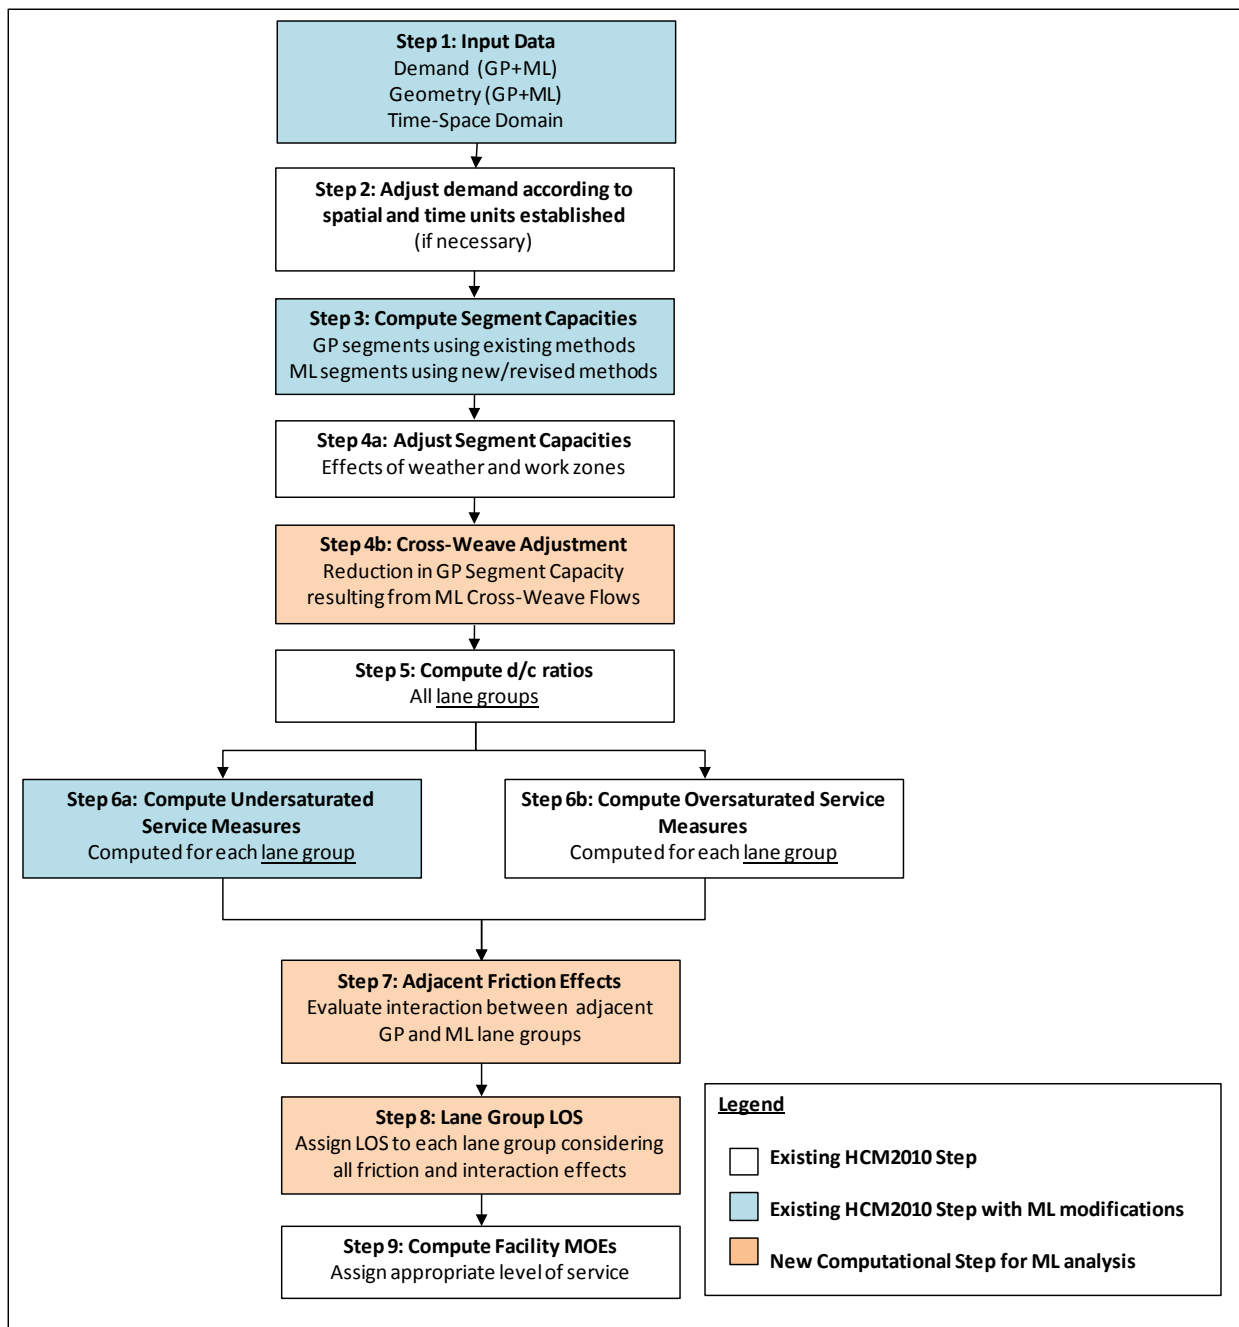 Step 1: Input Data
Demand (GP+ML)
Geometry (GP+ML)
Time-Space Domain
Step 2: Adjust demand according to
spatial and time units established
(if necessary)
Step 3: Compute Segment Capacities
GP segments using existing methods
ML segments using new/revised methods
Step 4a: Adjust Segment Capacities
Effects of weather and work zones
Step 4b: Cross-Weave Adjustment
Reduction in GP Segment Capacity
resulting from ML Cross-Weave Flows
Step 5: Compute d/c ratios
All lane groups
Step 6a: Compute Undersaturated
Service Measures
Computed for each lane group
Step 6b: Compute Oversaturated Service
Measures
Computed for each lane group
Step 7: Adjacent Friction Effects
Evaluate interaction between adjacent
GP and ML lane groups
Step 8: Lane Group LOS
Assign LOS to each lane group considering
all friction and interaction effects
Step 9: Compute Facility MOEs
Assign appropriate level of service
Legend
Existing HCM2010 Step
Existing HCM2010 Step with ML modifications
New Computational Step for ML analysis